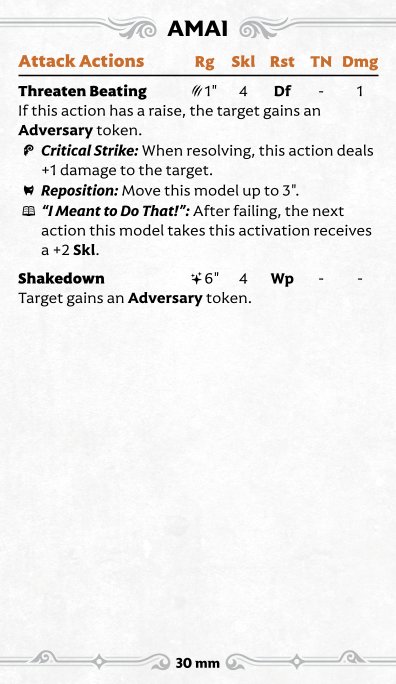 AMAI
Attack Actions Rg Skl Rst TN Dmg
Threaten Beating 1" 4 Df - 1
If this action has a raise, the target gains an
Adversary token.
Critical Strike: When resolving, this action deals
+1 damage to the target.
Reposition: Move this model up to 3".
“I Meant to Do That!”: After failing, the next
action this model takes this activation receives
a +2 Skl.
Shakedown 6" 4 Wp - -
Target gains an Adversary token.
30 mm